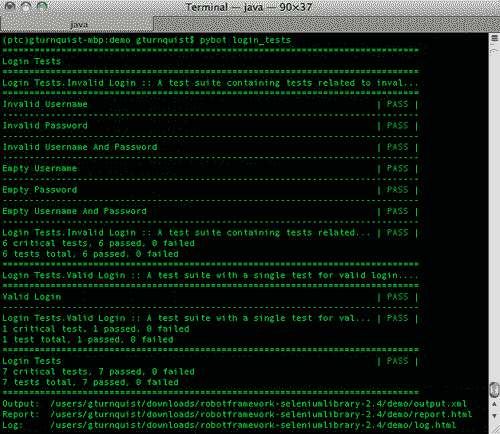 Terminal — java — 90×37
java
(ptc)gturnquist-mbp:demo gturnquist$ pybot login_tests
==============================================================================
Login Tests
==============================================================================
Login Tests.Invalid Login :: A test suite containing tests related to inval...
==============================================================================
Invalid Username | PASS |
------------------------------------------------------------------------------
Invalid Password | PASS |
------------------------------------------------------------------------------
Invalid Username And Password | PASS |
------------------------------------------------------------------------------
Empty Username | PASS |
------------------------------------------------------------------------------
Empty Password | PASS |
------------------------------------------------------------------------------
Empty Username And Password | PASS |
------------------------------------------------------------------------------
Login Tests.Invalid Login :: A test suite containing tests related... | PASS |
6 critical tests, 6 passed, 0 failed
6 tests total, 6 passed, 0 failed
==============================================================================
Login Tests.Valid Login :: A test suite with a single test for valid login....
==============================================================================
Valid Login | PASS |
------------------------------------------------------------------------------
Login Tests.Valid Login :: A test suite with a single test for val... | PASS |
1 critical test, 1 passed, 0 failed
1 test total, 1 passed, 0 failed
==============================================================================
Login Tests | PASS |
7 critical tests, 7 passed, 0 failed
7 tests total, 7 passed, 0 failed
==============================================================================
Output: /users/gturnquist/downloads/robotframework-seleniumlibrary-2.4/demo/output.xml
Report: /users/gturnquist/downloads/robotframework-seleniumlibrary-2.4/demo/report.html
Log: /users/gturnquist/downloads/robotframework-seleniumlibrary-2.4/demo/log.html